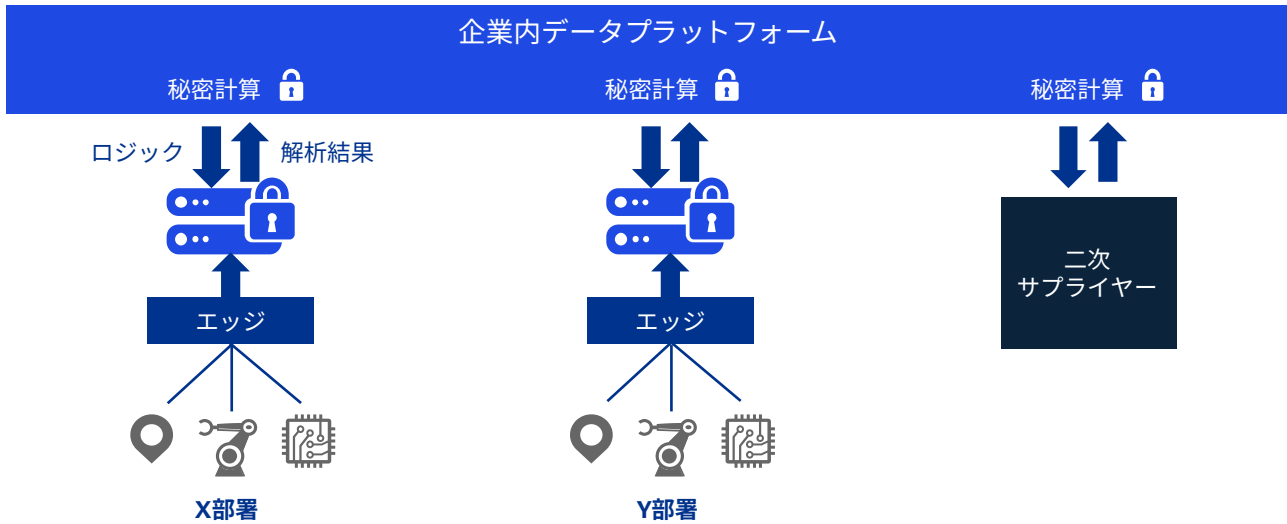 企業内データプラットフォーム
秘密計算
秘密計算
秘密計算
ロジック
解析結果
二次
サプライヤー
エッジ
エッジ
X部署
Y部署